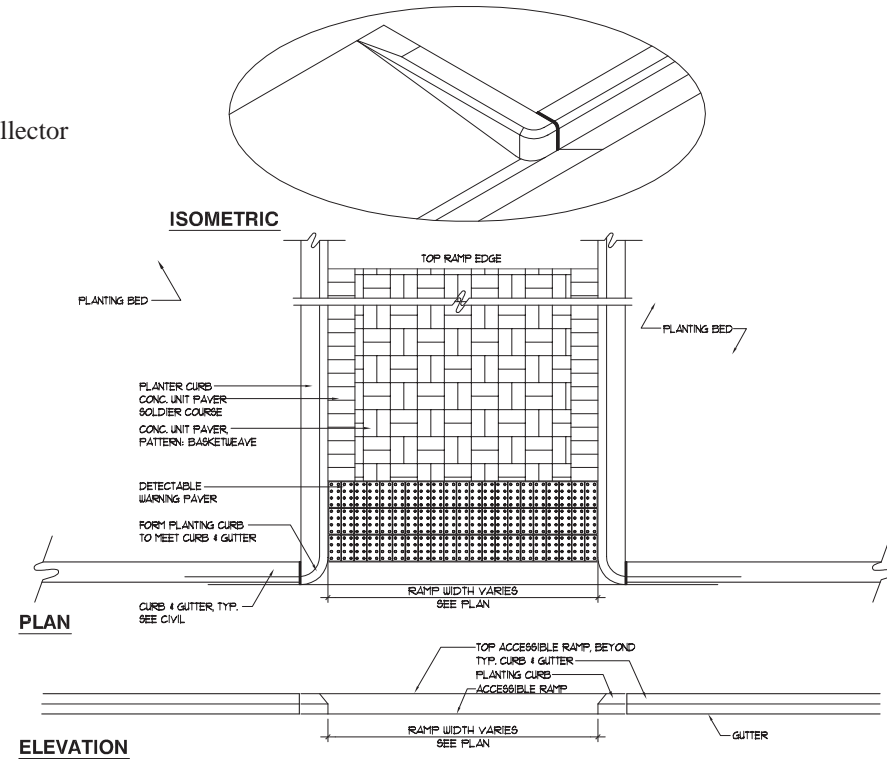 llector
ISOMETRIC
TOP RAMP EDGE
PLANTING BED
PLANTING BED
PLANTER CURB
CONC. UNIT PAVER
SOLDIER COURSE
CONC. UNIT PAVER,
PATTERN: BASKETWEAVE
DETECTABLE
WARNING PAVER
FORM PLANTING CURB
TO MEET CURB & GUTTER
CURB & GUTTER, TYP.
SEE CIVIL
RAMP WIDTH VARIES
SEE PLAN
PLAN
TOP ACCESSIBLE RAMP, BEYOND
TYP. CURB & GUTTER
PLANTING CURB
ACCESSIBLE RAMP
RAMP WIDTH VARIES
SEE PLAN
GUTTER
ELEVATION